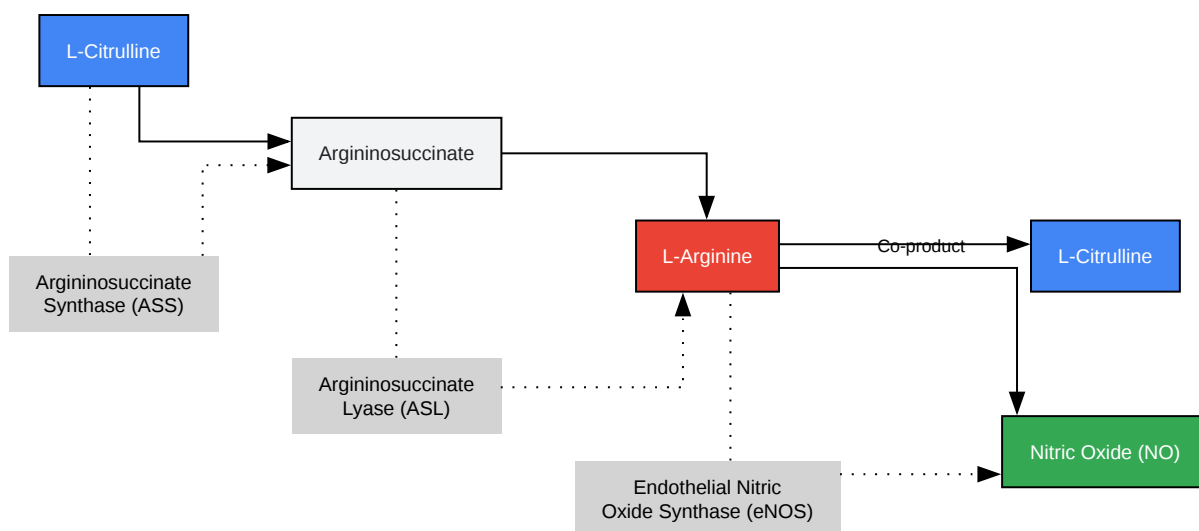 L-Citrulline
Argininosuccinate
L-Arginine
Co-product
L-Citrulline
Argininosuccinate
Synthase (ASS)
Argininosuccinate
Lyase (ASL)
Nitric Oxide (NO)
Endothelial Nitric
Oxide Synthase (eNOS)